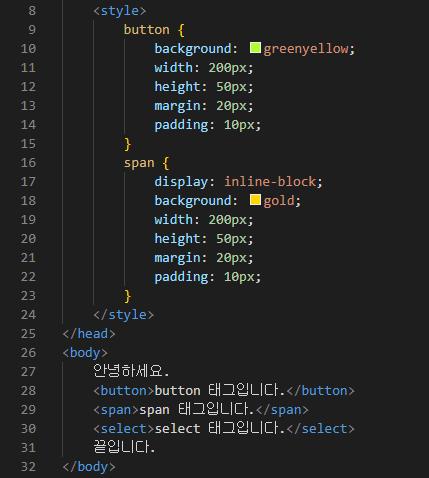 8 <style>
9 button {
10 background: greenyellow;
11 width: 200px;
12 height: 50px;
13 margin: 20px;
14 padding: 10px;
15 }
16 span {
17 display: inline-block;
18 background: gold;
19 width: 200px;
20 height: 50px;
21 margin: 20px;
22 padding: 10px;
23 }
24 </style>
25 </head>
26 <body>
27 안녕하세요.
28 <button>button 태그입니다.</button>
29 <span>span 태그입니다.</span>
30 <select>select 태그입니다.</select>
31 끝입니다.
32 </body>